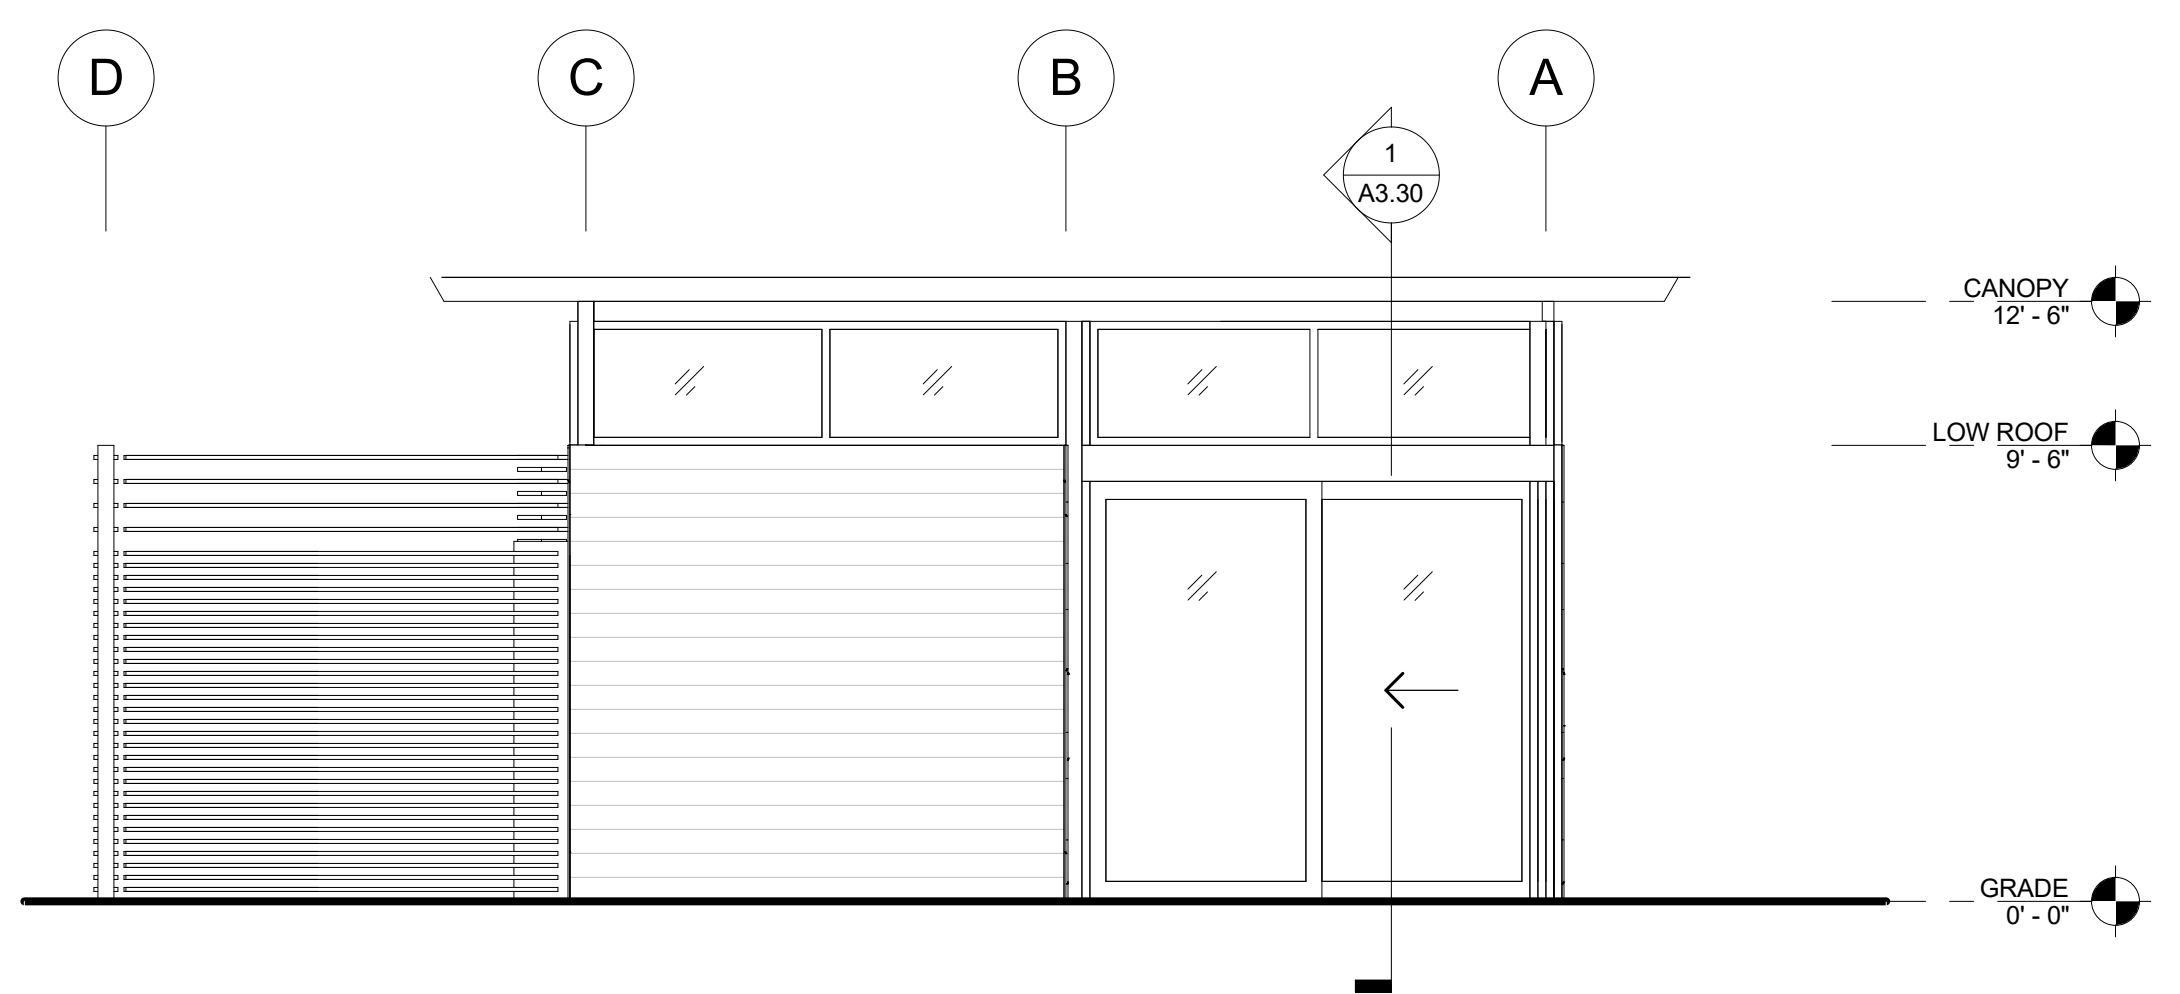 D
C
B
A
1
A3.30
CANOPY
12' - 6"
LOW ROOF
9' - 6"
GRADE
0' - 0"